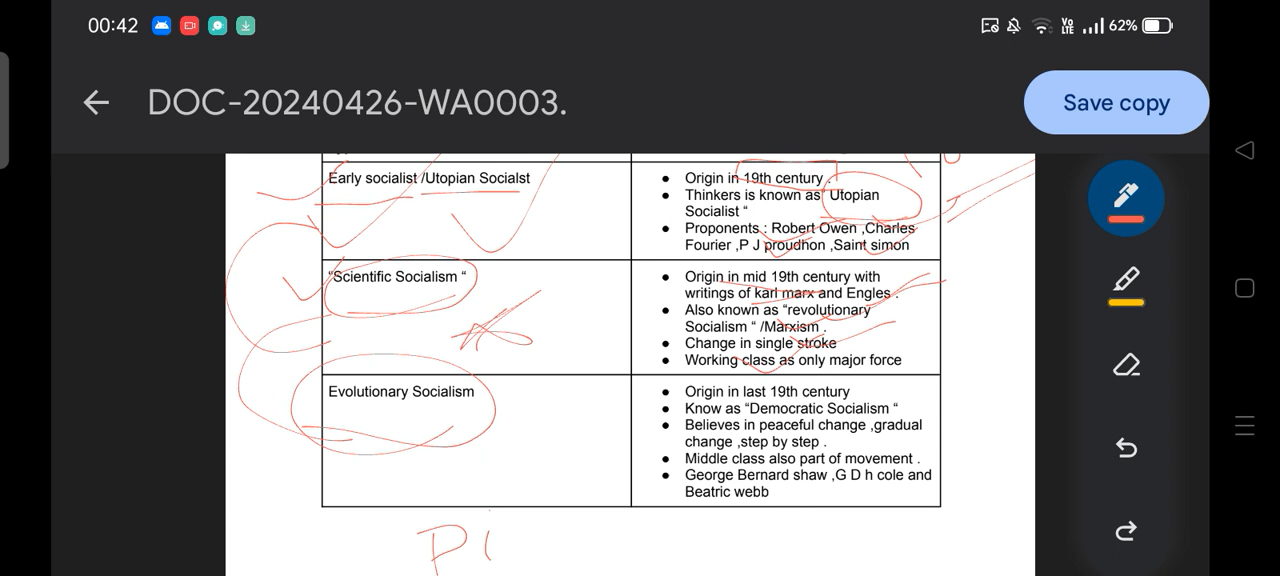 00:42
Vo LTE 62%
DOC-20240426-WA0003.
Save copy
Early socialist /Utopian Socialst
Origin in 19th century .
Thinkers is known as “ Utopian
Socialist “
Proponents : Robert Owen ,Charles
Fourier ,P J proudhon ,Saint simon
“Scientific Socialism “
Origin in mid 19th century with
writings of karl marx and Engles .
Also known as “revolutionary
Socialism “ /Marxism .
Change in single stroke
Working class as only major force
Evolutionary Socialism
Origin in last 19th century
Know as “Democratic Socialism “
Believes in peaceful change ,gradual
change ,step by step .
Middle class also part of movement .
George Bernard shaw ,G D h cole and
Beatric webb
P(